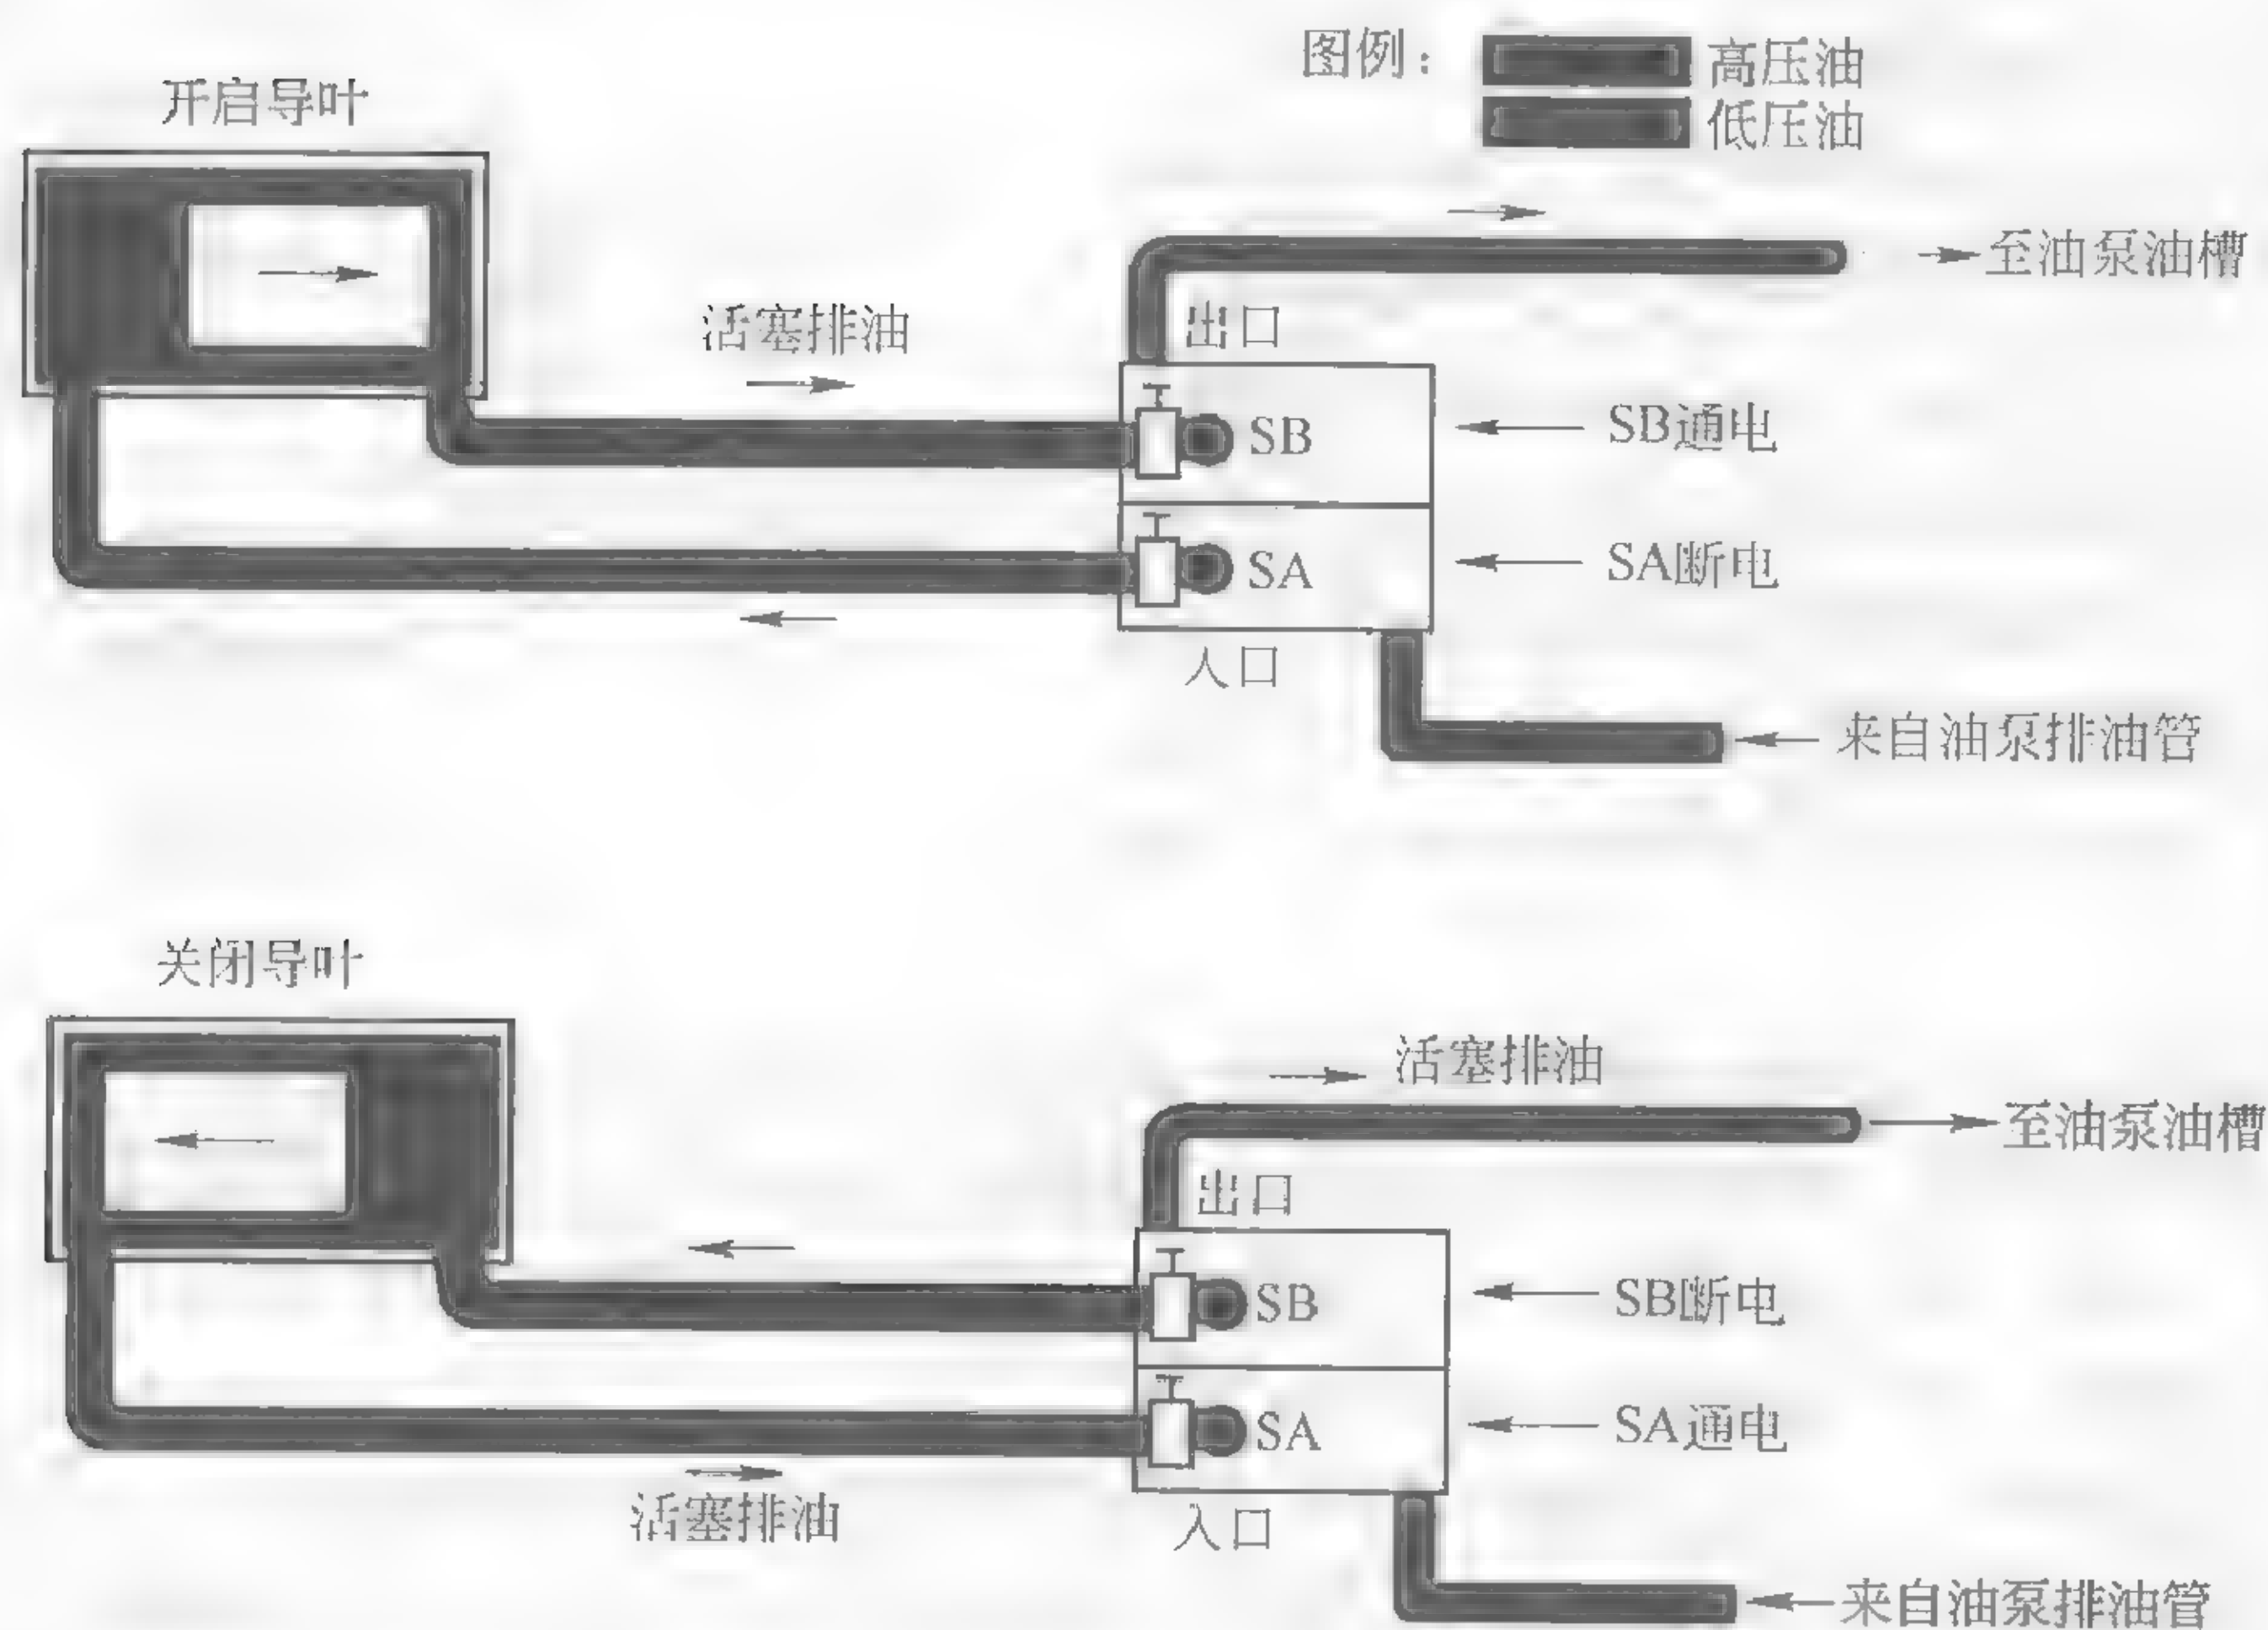 图例：
高压油
低压油
开启导叶
至油泵油槽
活塞排油
出口
SB
SB通电
SA
SA断电
人口
来自油泵排油管
关闭导叶
活塞排油
至油泵油槽
出口
SB
SB断电
SA
SA通电
活塞排油
入口
来自油泵排油管